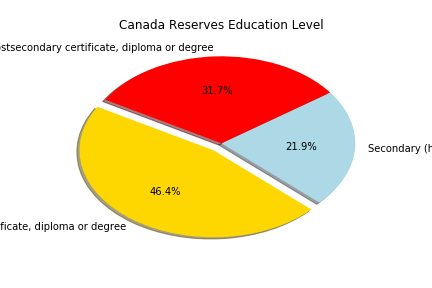 Canada Reserves Education Level
stsecondary certificate, diploma or degree
31.7%
21.9%
Secondary (h
46.4%
ficate, diploma or degree